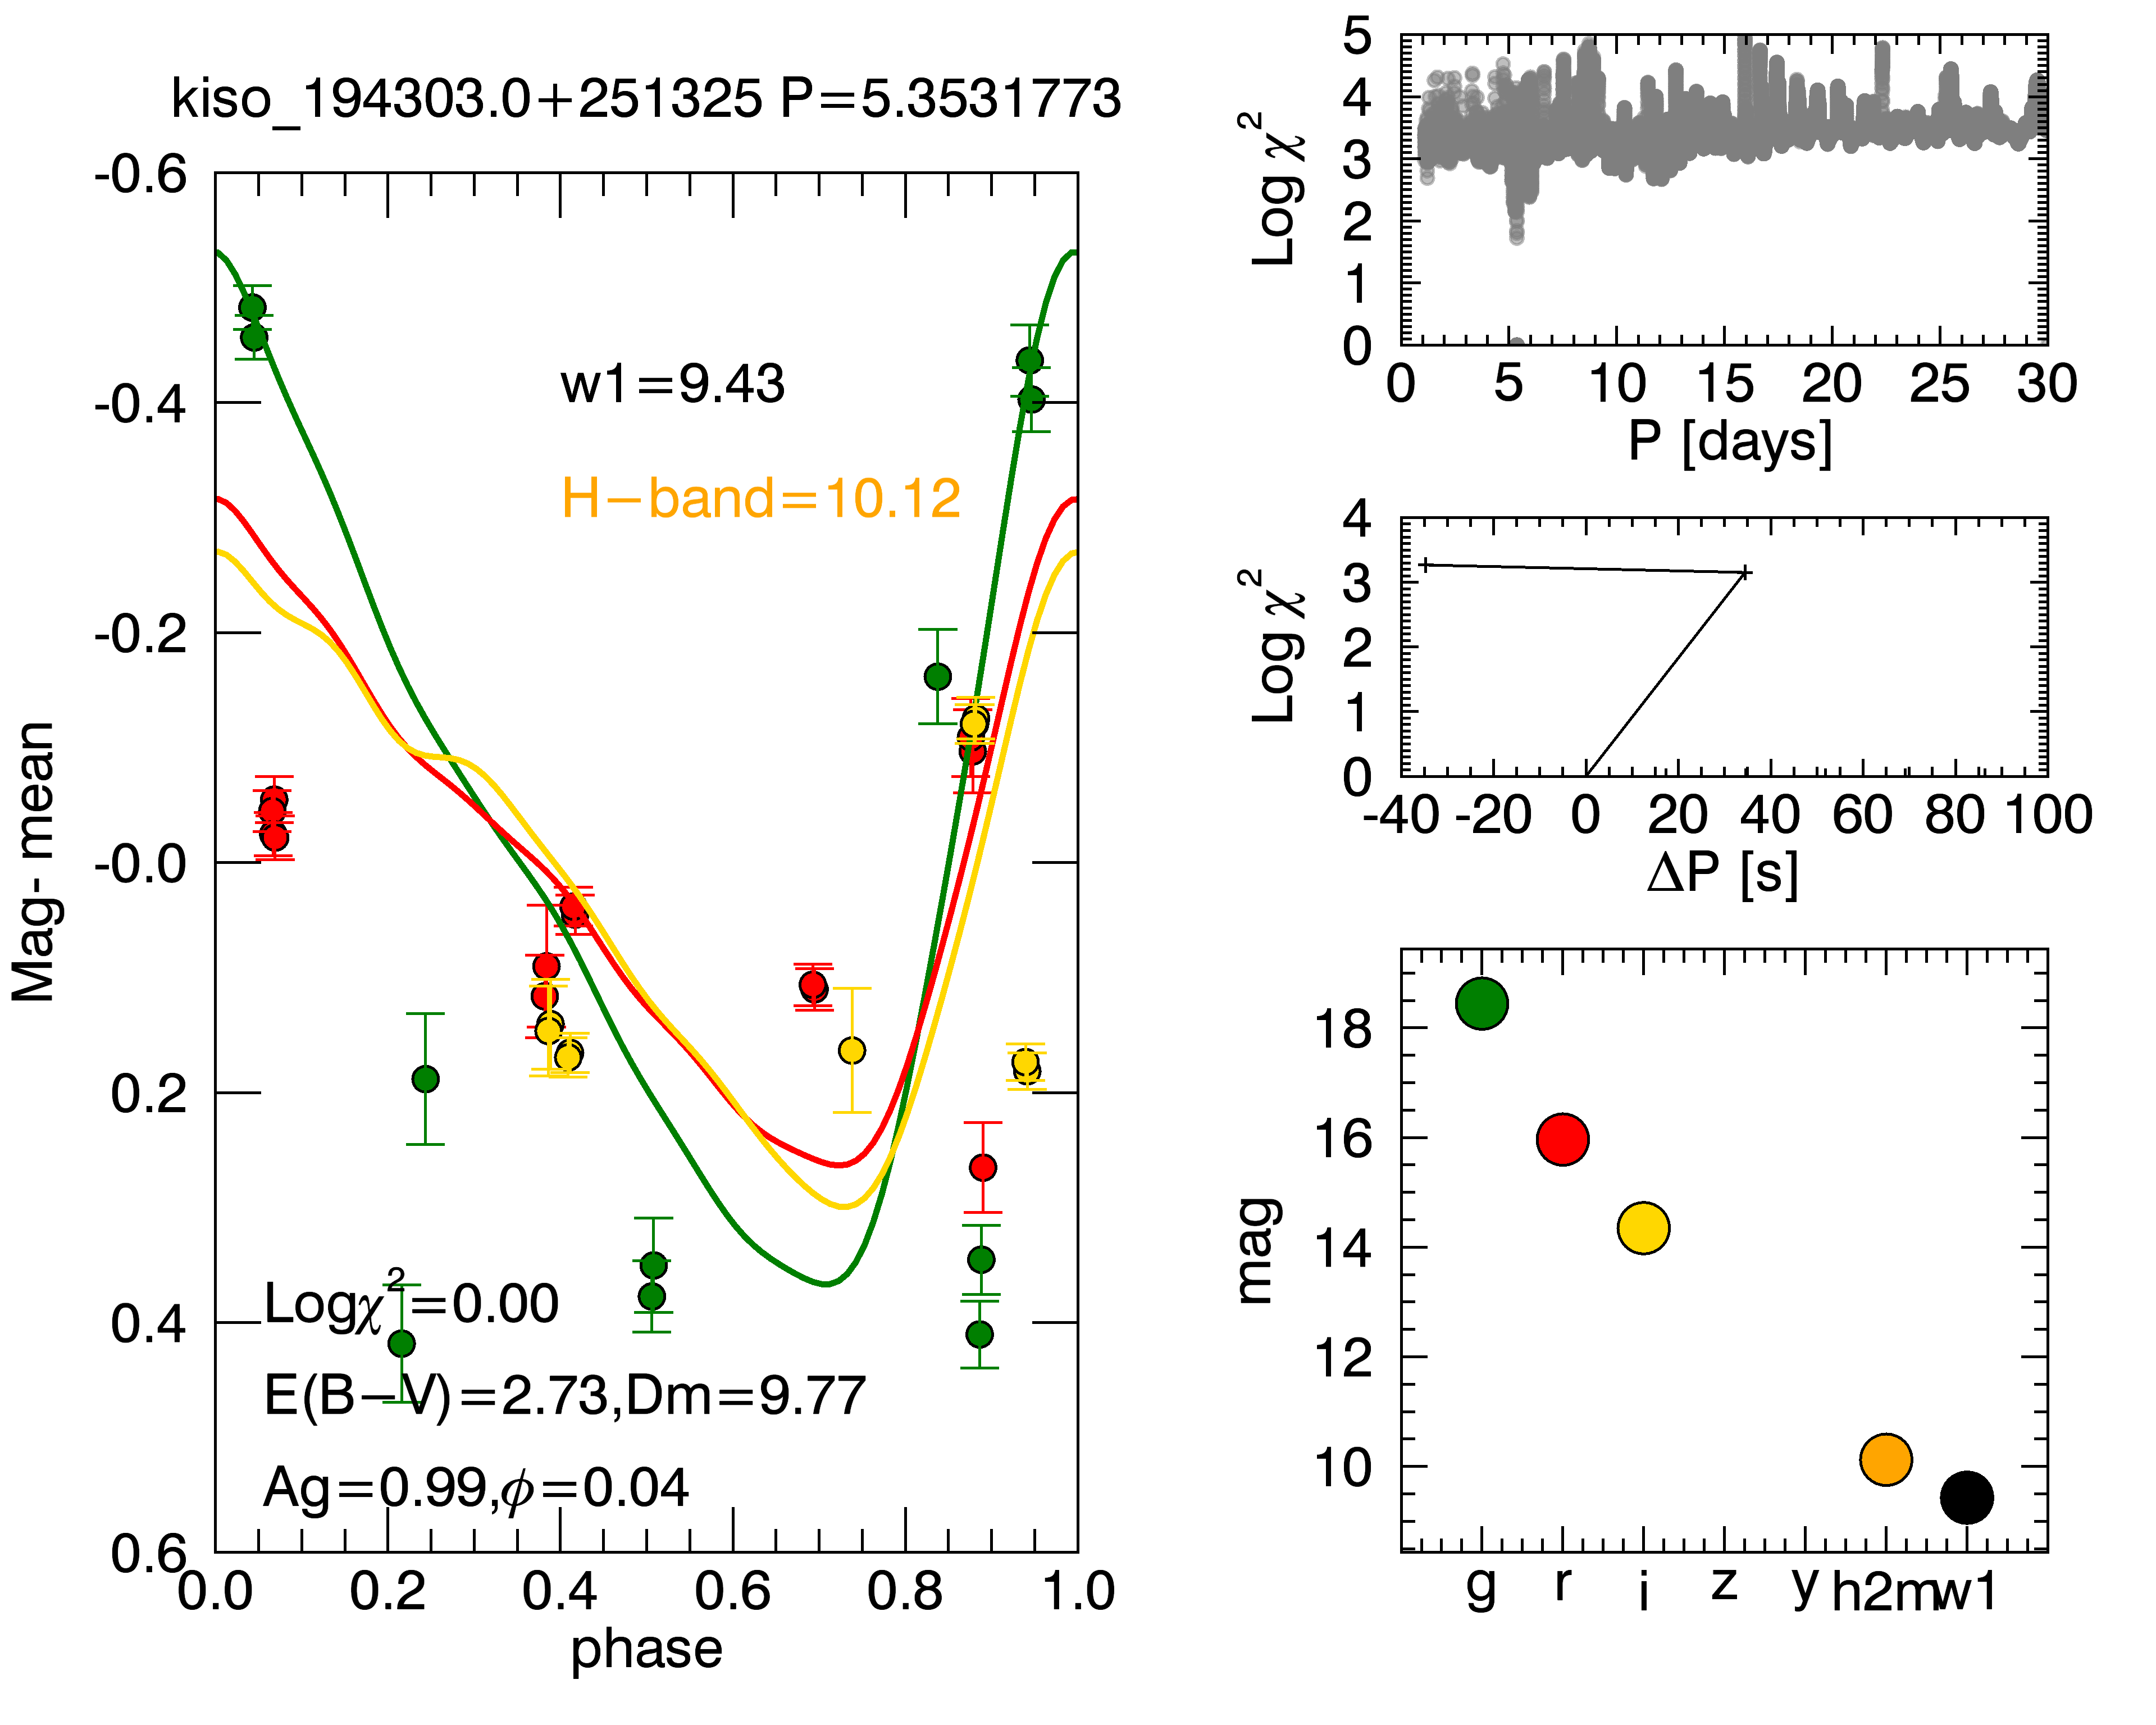 kiso_194303.0+251325 P=5.3531773
-0.6
-0.4
-0.2
-0.0
0.2
0.4
0.6
Mag- mean
w1=9.43
H-band=10.12
Logχ²=0.00
E(B-V)=2.73,Dm=9.77
Ag=0.99,ϕ=0.04
0.0 0.2 0.4 0.6 0.8 1.0
phase
5
4
3
2
1
0
Log χ²
0 5 10 15 20 25 30
P [days]
4
3
2
1
0
Log χ²
-40 -20 0 20 40 60 80 100
ΔP [s]
18
16
14
12
10
mag
g r i z y h2m w1